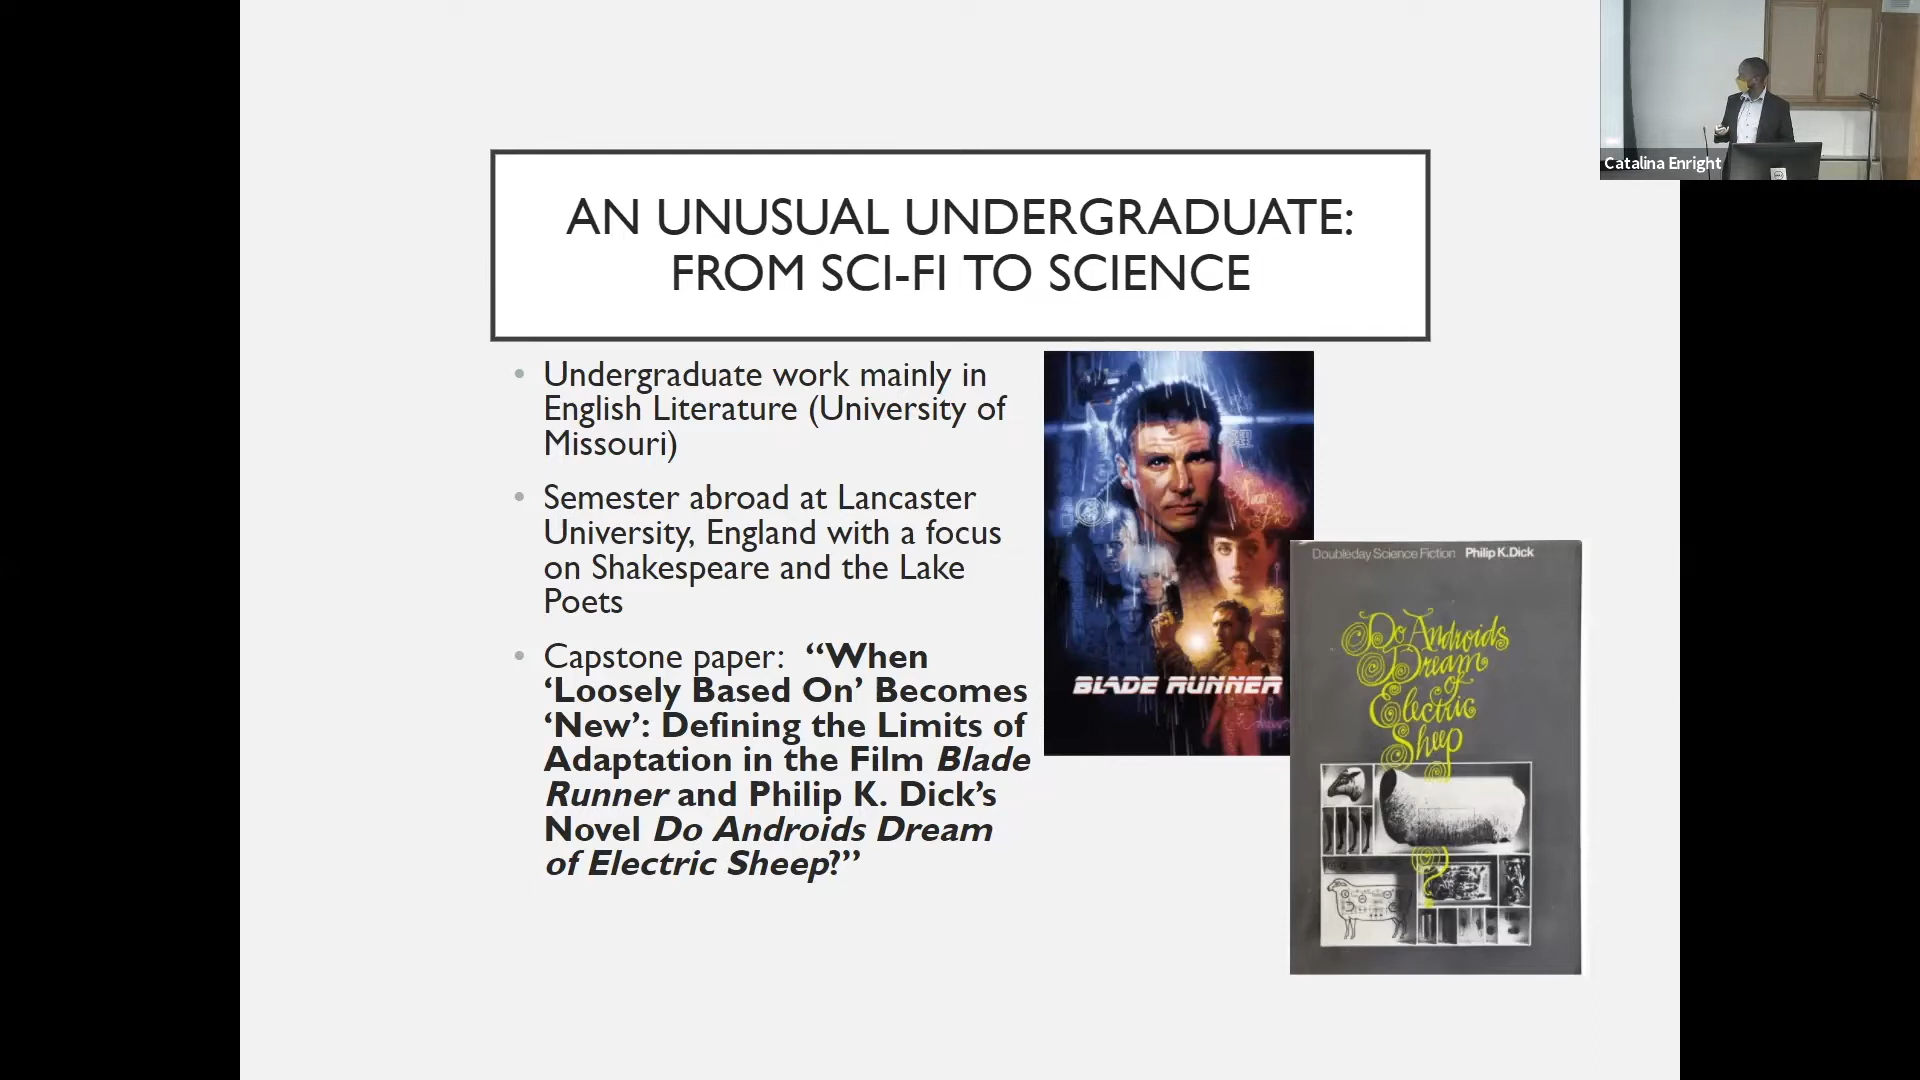 Catalina Enright
AN UNUSUAL UNDERGRADUATE:
FROM SCI-FI TO SCIENCE
• Undergraduate work mainly in
English Literature (University of
Missouri)
• Semester abroad at Lancaster
University, England with a focus
on Shakespeare and the Lake
Poets
• Capstone paper: “When
‘Loosely Based On’ Becomes
‘New’: Defining the Limits of
Adaptation in the Film Blade
Runner and Philip K. Dick’s
Novel Do Androids Dream
of Electric Sheep?”
BLADE RUNNER
Doubleday Science Fiction Philip K. Dick
Do Androids
Dream
of
Electric
Sheep
?